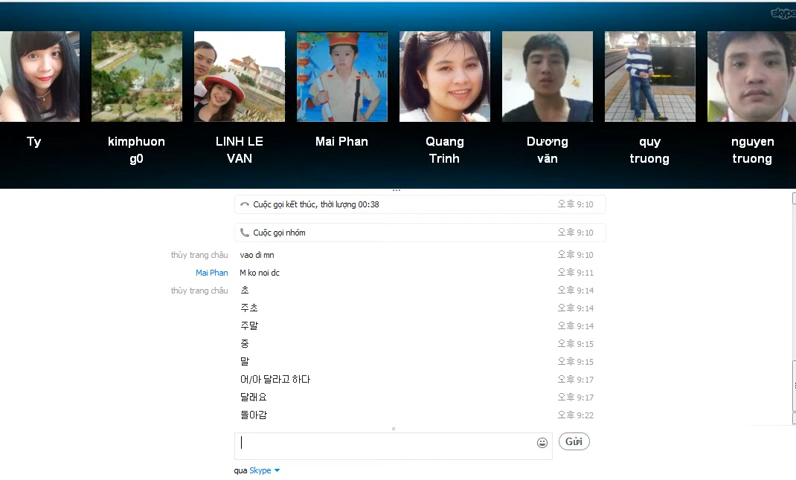 skype
Ty
kimphuon
g0
LINH LE
VAN
Mai Phan
Quang
Trinh
Dương
văn
quy
truong
nguyen
truong
Cuộc gọi kết thúc, thời lượng 00:38 오후 9:10
Cuộc gọi nhóm 오후 9:10
thùy trang châu vao di mn 오후 9:10
Mai Phan M ko noi dc 오후 9:11
thùy trang châu 초 오후 9:14
주초 오후 9:14
주말 오후 9:14
중 오후 9:15
말 오후 9:15
어/아 달라고 하다 오후 9:17
달래요 오후 9:17
돌아감 오후 9:22
Gửi
qua Skype